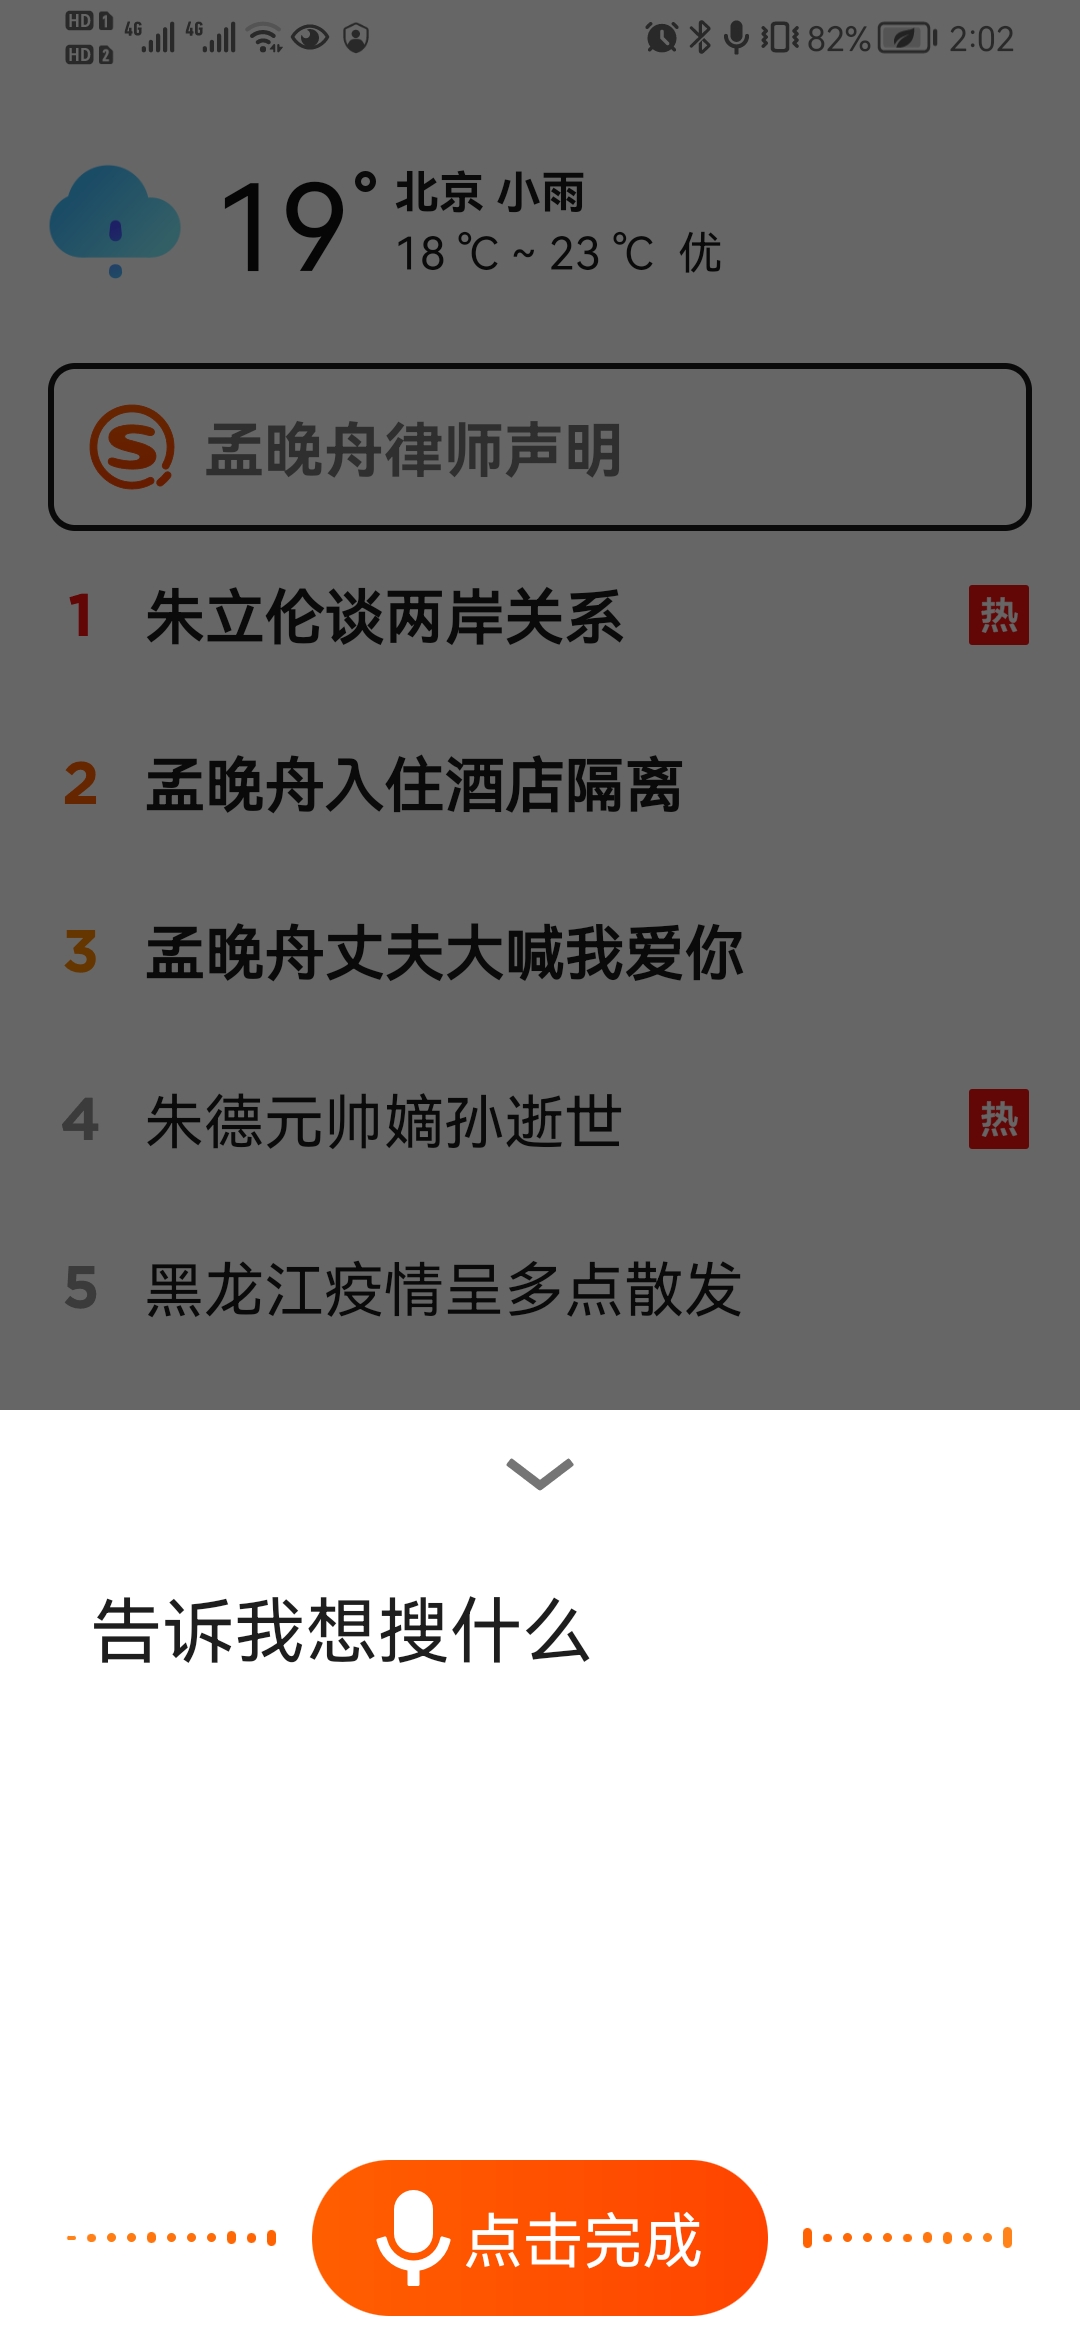 HD 1 4G 4G 82% 2:02
HD 2
19°
北京 小雨
18 ℃ ~ 23 ℃ 优
孟晚舟律师声明
1 朱立伦谈两岸关系 热
2 孟晚舟入住酒店隔离
3 孟晚舟丈夫大喊我爱你
4 朱德元帅嫡孙逝世 热
5 黑龙江疫情呈多点散发
告诉我想搜什么
点击完成